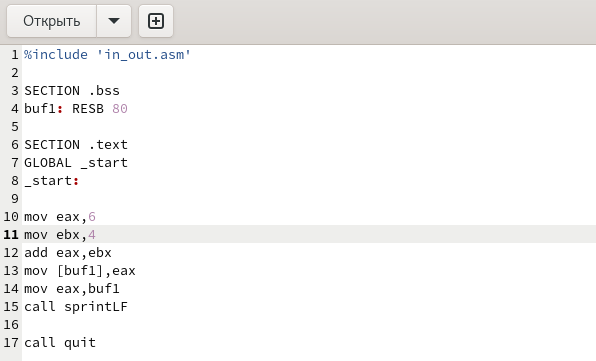 Открыть
1 %include 'in_out.asm'
2
3 SECTION .bss
4 buf1: RESB 80
5
6 SECTION .text
7 GLOBAL _start
8 _start:
9
10 mov eax,6
11 mov ebx,4
12 add eax,ebx
13 mov [buf1],eax
14 mov eax,buf1
15 call sprintLF
16
17 call quit